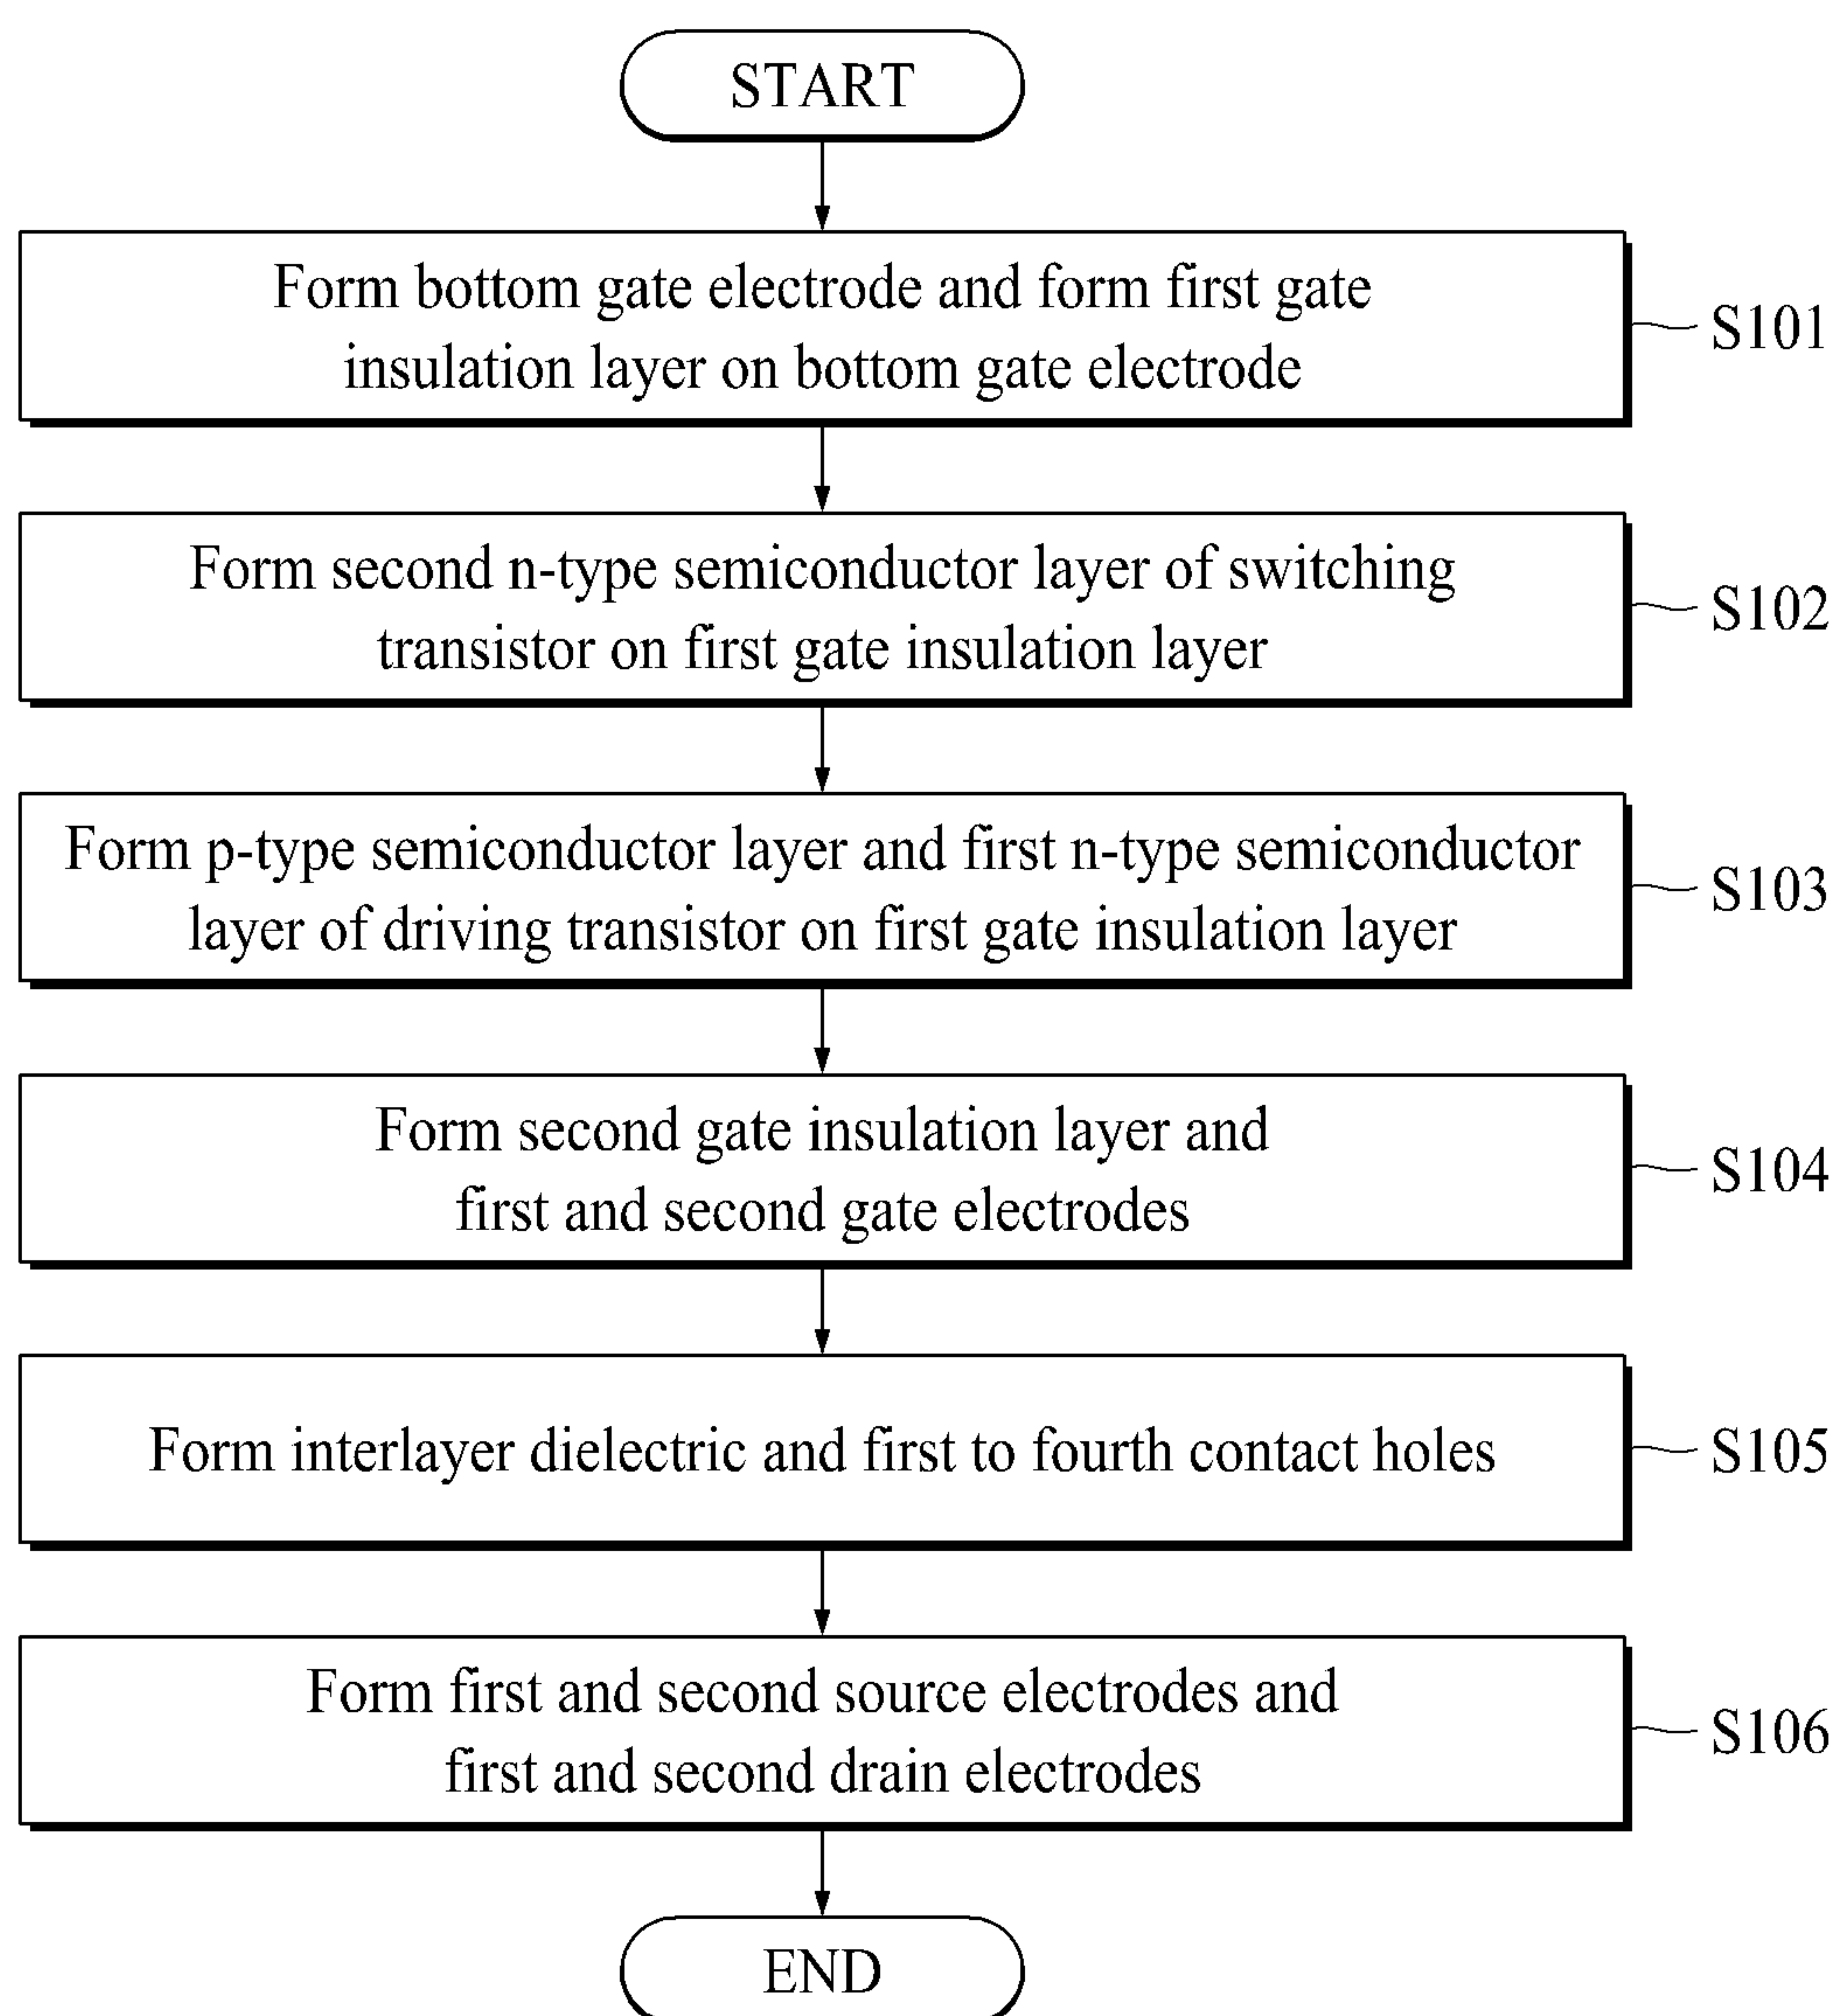 START
Form bottom gate electrode and form first gate
insulation layer on bottom gate electrode
S101
Form second n-type semiconductor layer of switching
transistor on first gate insulation layer
S102
Form p-type semiconductor layer and first n-type semiconductor
layer of driving transistor on first gate insulation layer
S103
Form second gate insulation layer and
first and second gate electrodes
S104
Form interlayer dielectric and first to fourth contact holes
S105
Form first and second source electrodes and
first and second drain electrodes
S106
END